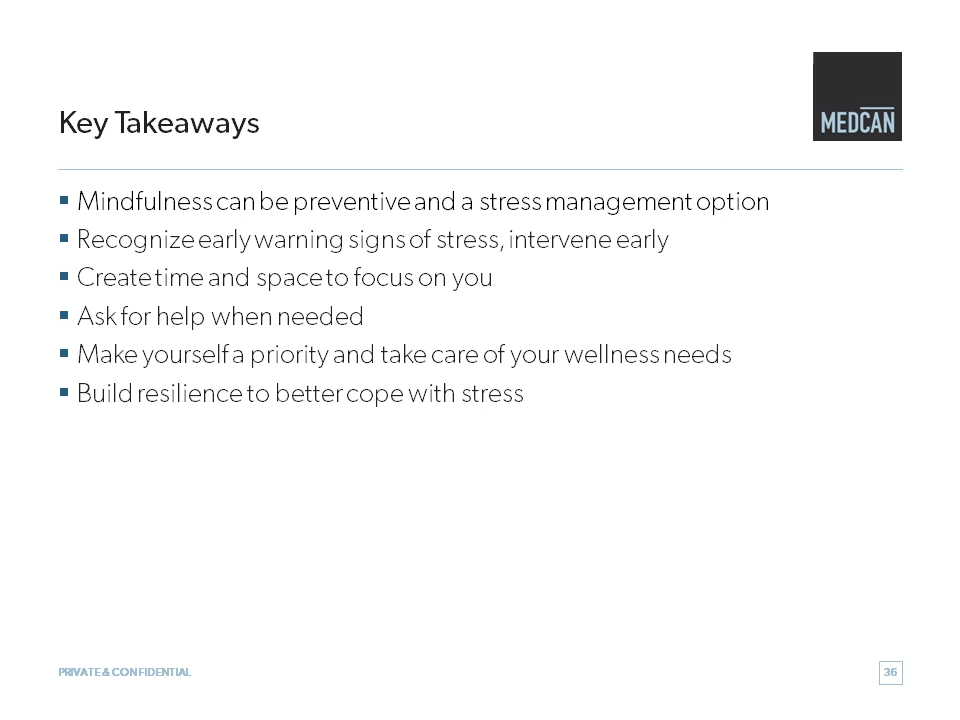 Key Takeaways
MEDCAN
▪ Mindfulness can be preventive and a stress management option
▪ Recognize early warning signs of stress, intervene early
▪ Create time and space to focus on you
▪ Ask for help when needed
▪ Make yourself a priority and take care of your wellness needs
▪ Build resilience to better cope with stress
PRIVATE & CONFIDENTIAL
36